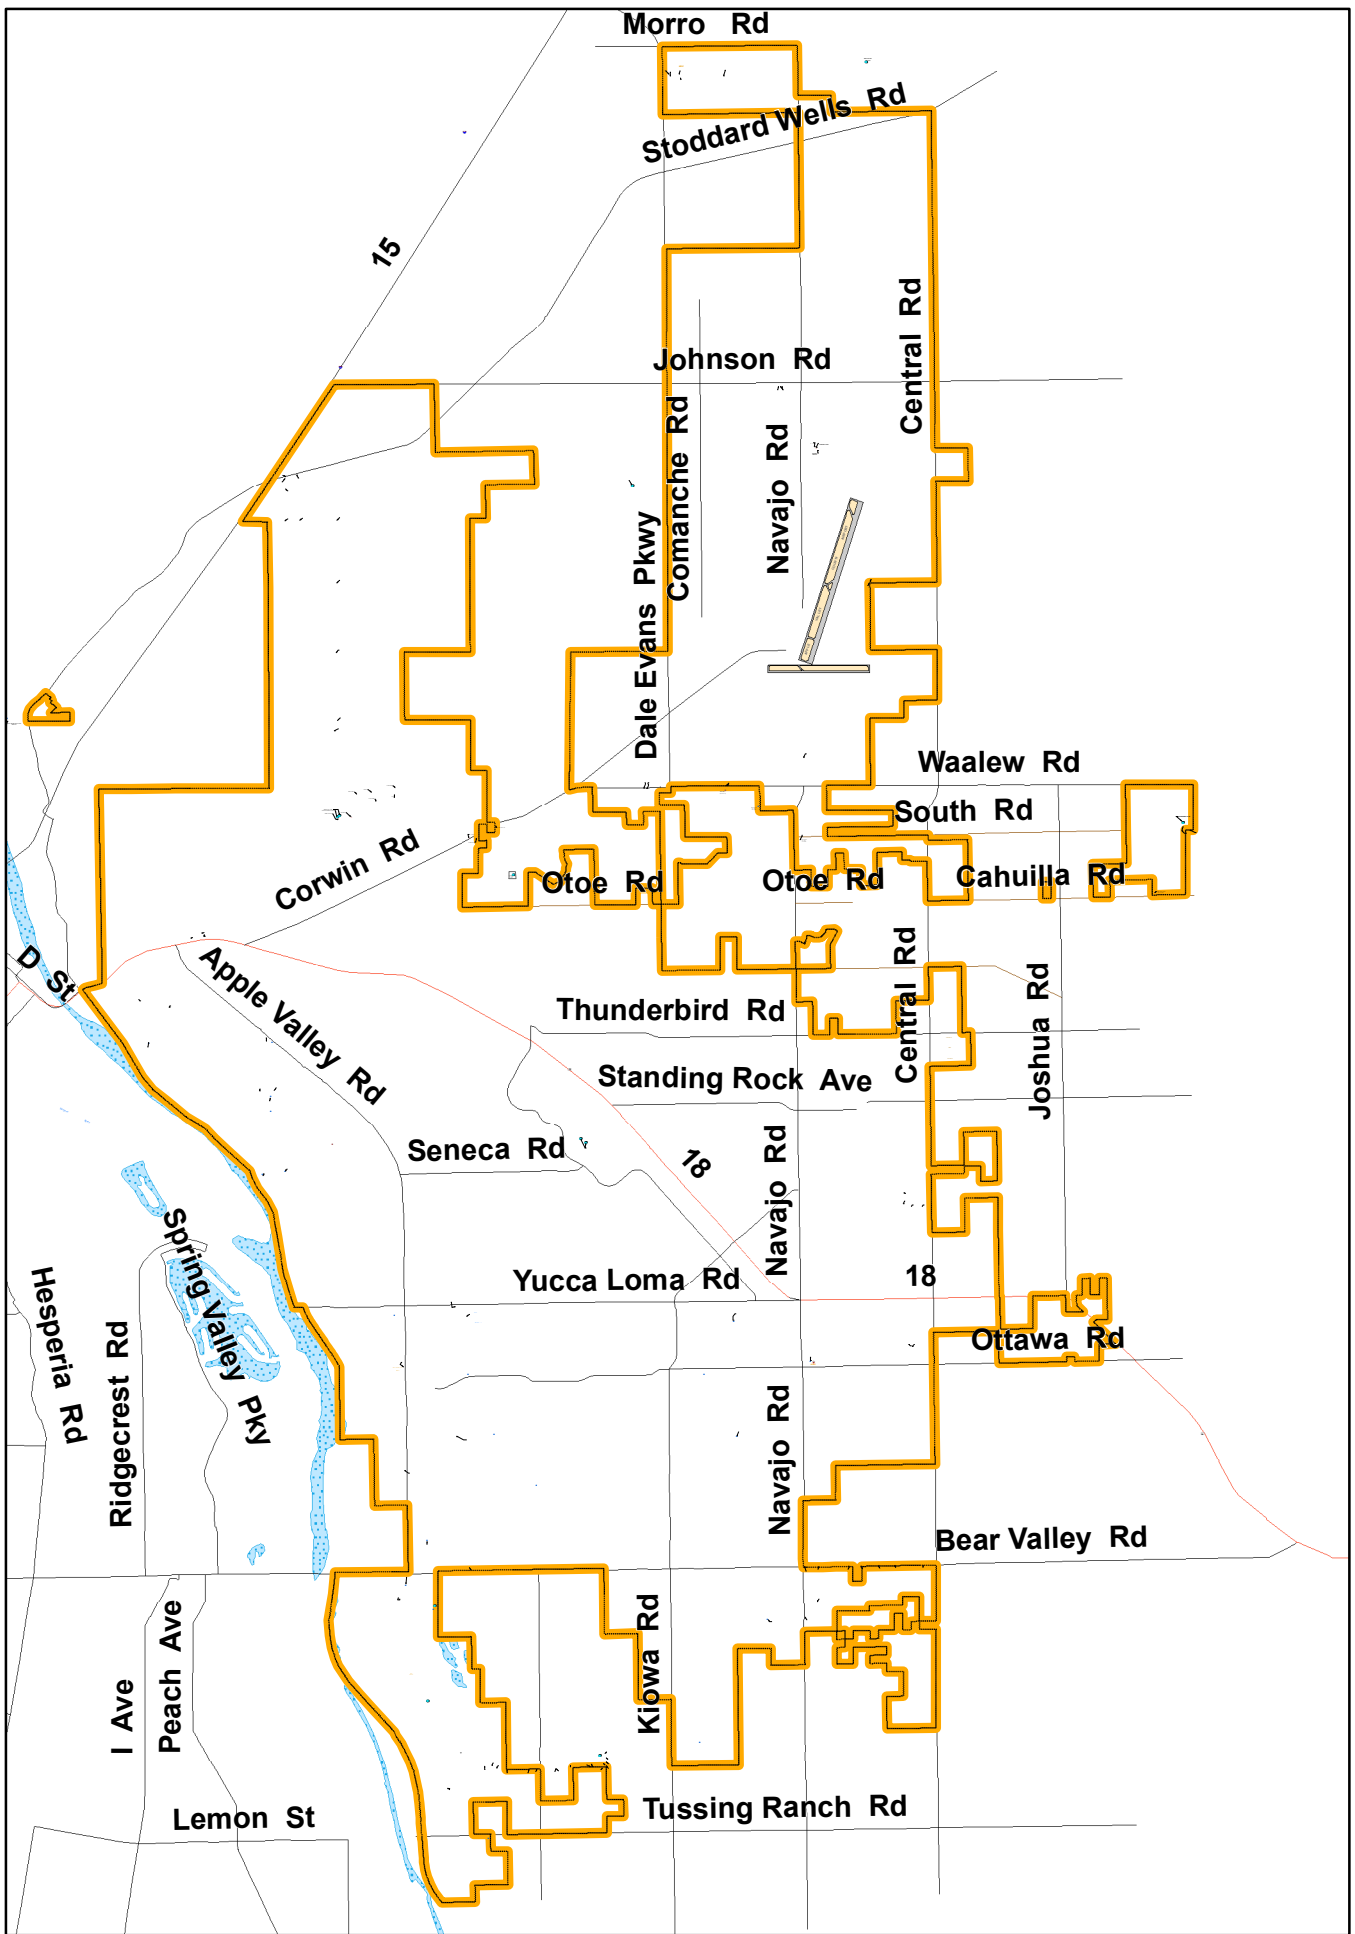 Morro Rd
Stoddard Wells Rd
15
Central Rd
Johnson Rd
Comanche Rd
Navajo Rd
Dale Evans Pkwy
Waalew Rd
South Rd
Corwin Rd
Otoe Rd
Otoe Rd
Cahuilla Rd
D St
Apple Valley Rd
Central Rd
Joshua Rd
Thunderbird Rd
Standing Rock Ave
Seneca Rd
18
Navajo Rd
Spring Valley Pky
Hesperia Rd
Ridgecrest Rd
Yucca Loma Rd
18
Ottawa Rd
Navajo Rd
Bear Valley Rd
I Ave
Peach Ave
Kiowa Rd
Lemon St
Tussing Ranch Rd